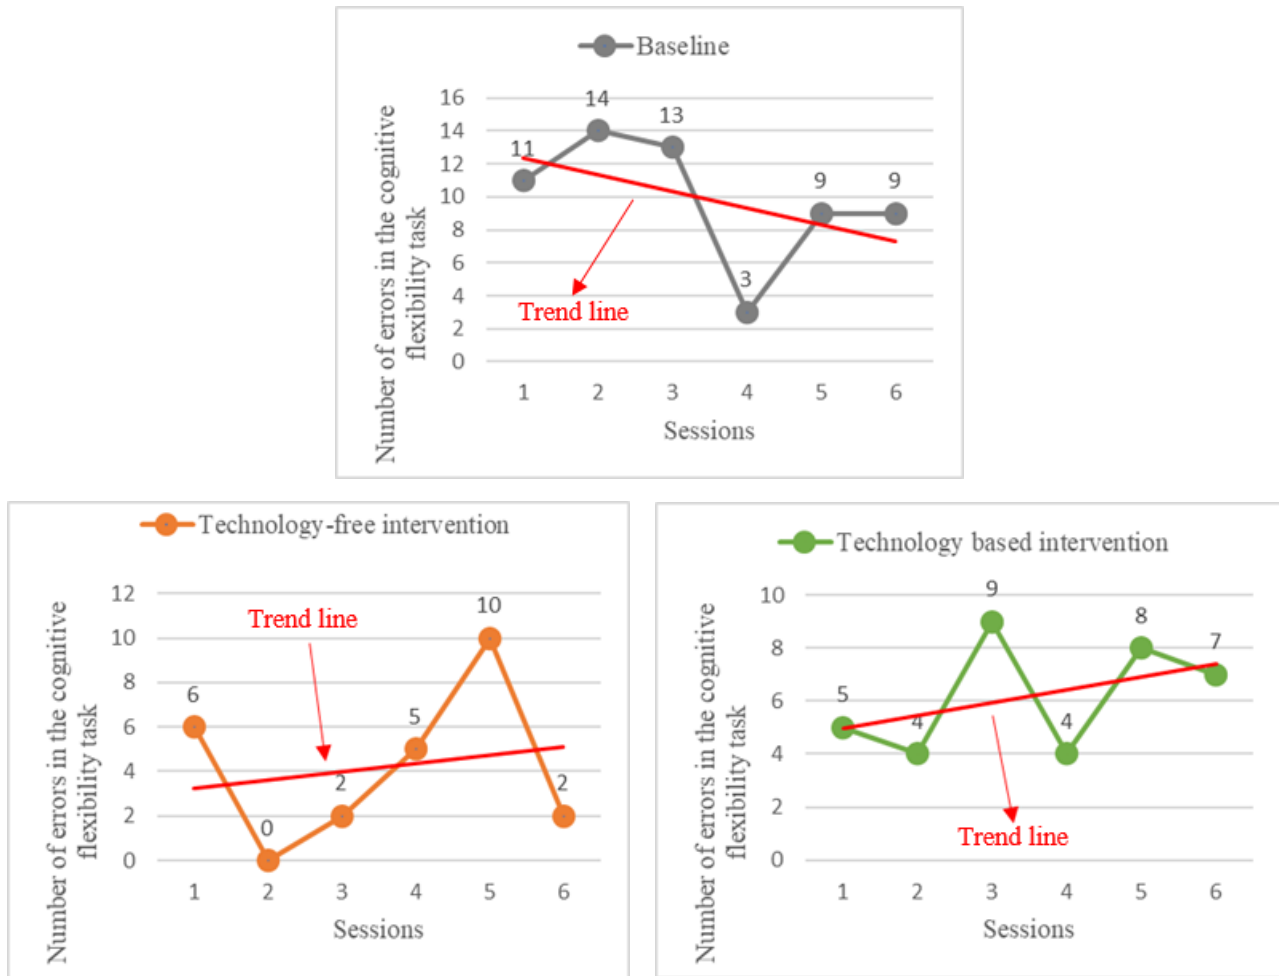 Baseline
Number of errors in the cognitive
flexibility task
16
14
12
10
8
6
4
2
0
11
14
13
3
9
9
Trend line
1 2 3 4 5 6
Sessions
Technology-free intervention
Number of errors in the cognitive
flexibility task
12
10
8
6
4
2
0
6
0
2
5
10
2
Trend line
1 2 3 4 5 6
Sessions
Technology based intervention
Number of errors in the cognitive
flexibility task
10
8
6
4
2
0
5
4
9
4
8
7
Trend line
1 2 3 4 5 6
Sessions